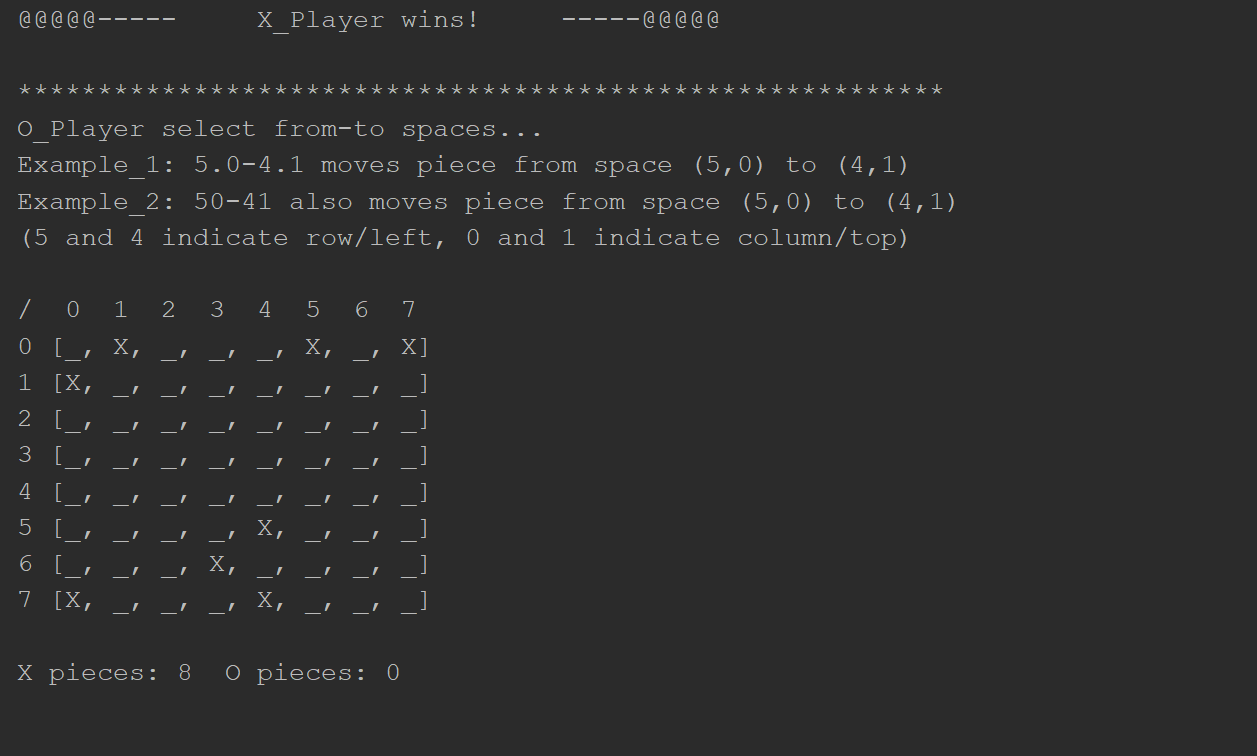 @@@@@-----     X_Player wins!     -----@@@@@
**********************************************************
O_Player select from-to spaces...
Example_1: 5.0-4.1 moves piece from space (5,0) to (4,1)
Example_2: 50-41 also moves piece from space (5,0) to (4,1)
(5 and 4 indicate row/left, 0 and 1 indicate column/top)
/  0  1  2  3  4  5  6  7
0 [_, X, _, _, _, X, _, X]
1 [X, _, _, _, _, _, _, _]
2 [_, _, _, _, _, _, _, _]
3 [_, _, _, _, _, _, _, _]
4 [_, _, _, _, _, _, _, _]
5 [_, _, _, _, X, _, _, _]
6 [_, _, _, X, _, _, _, _]
7 [X, _, _, _, X, _, _, _]
X pieces: 8  O pieces: 0